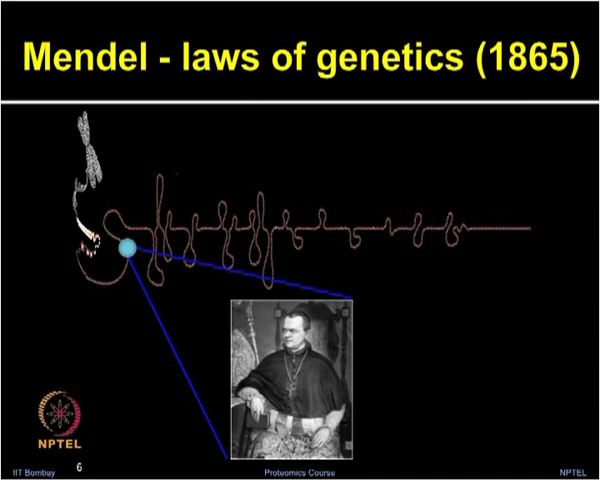 Mendel - laws of genetics (1865)
NPTEL
IIT Bombay
6
Proteomics Course
NPTEL